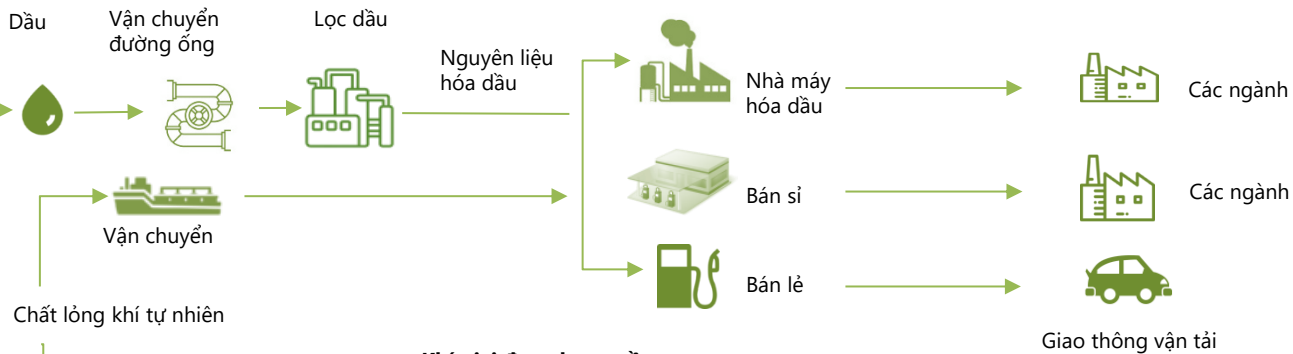 Dầu
Vận chuyển
đường ống
Lọc dầu
Nguyên liệu
hóa dầu
Nhà máy
hóa dầu
Các ngành
Bán sỉ
Các ngành
Vận chuyển
Bán lẻ
Chất lỏng khí tự nhiên
Giao thông vận tải